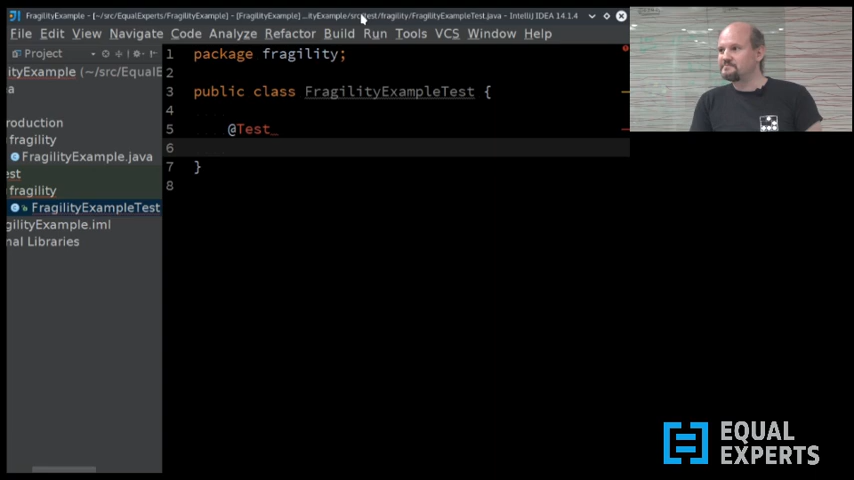 FragilityExample - [~/src/EqualExperts/FragilityExample] - [FragilityExample] ...ityExample/src/test/fragility/FragilityExampleTest.java - IntelliJ IDEA 14.1.4
File Edit View Navigate Code Analyze Refactor Build Run Tools VCS Window Help
Project
ityExample (~/src/EqualE
a
roduction
fragility
FragilityExample.java
est
fragility
FragilityExampleTest
gilityExample.iml
nal Libraries
1 package fragility;
2
3 public class FragilityExampleTest {
4
5 @Test_
6
7 }
8
EQUAL
EXPERTS